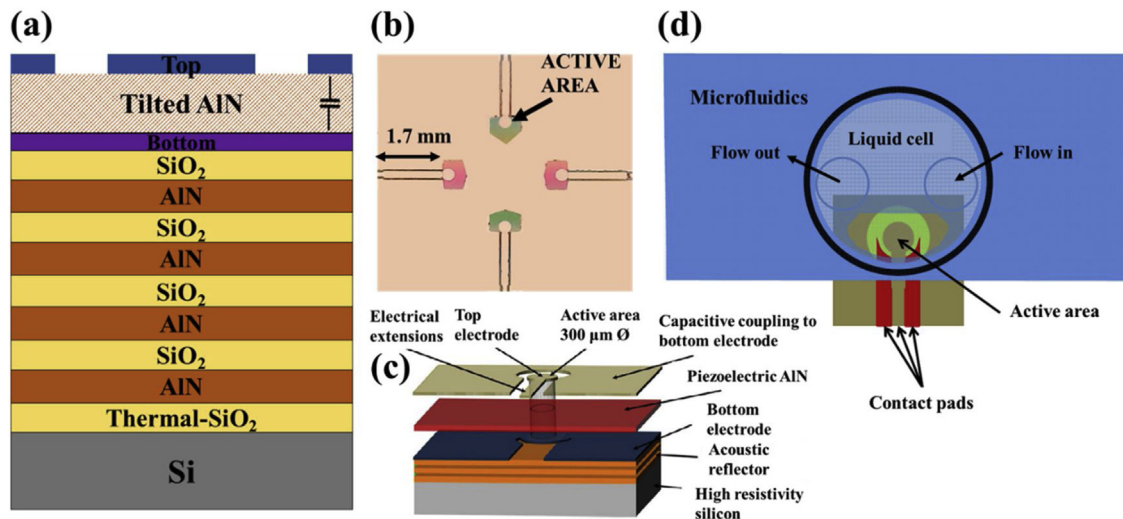 (a)
Top
Tilted AlN
Bottom
SiO₂
AlN
SiO₂
AlN
SiO₂
AlN
SiO₂
AlN
Thermal-SiO₂
Si
(b)
ACTIVE
AREA
1.7 mm
(c)
Electrical
extensions
Top
electrode
Active area
300 µm Ø
Capacitive coupling to
bottom electrode
Piezoelectric AlN
Bottom
electrode
Acoustic
reflector
High resistivity
silicon
(d)
Microfluidics
Liquid cell
Flow out
Flow in
Active area
Contact pads